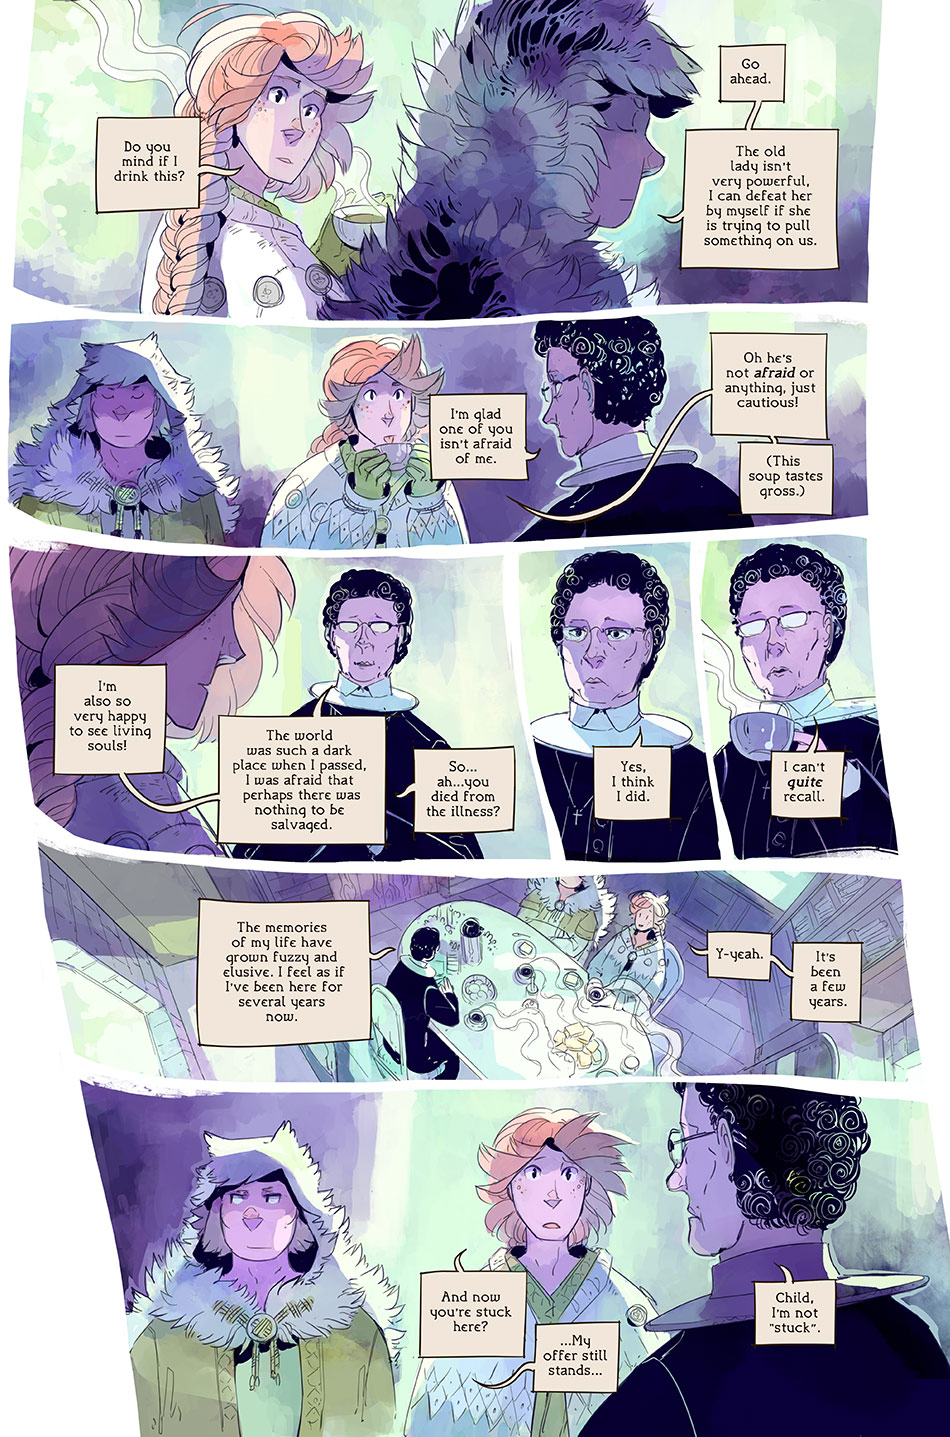 Do you
mind if I
drink this?
Go
ahead.
The old
lady isn't
very powerful,
I can defeat her
by myself if she
is trying to pull
something on us.
I'm glad
one of you
isn't afraid
of me.
Oh he's
not afraid or
anything, just
cautious!
(This
soup tastes
gross.)
I'm
also so
very happy
to see living
souls!
The world
was such a dark
place when I passed,
I was afraid that
perhaps there was
nothing to be
salvaged.
So...
ah...you
died from
the illness?
Yes,
I think
I did.
I can't
quite
recall.
The memories
of my life have
grown fuzzy and
elusive. I feel as if
I've been here for
several years
now.
Y-yeah.
It's
been
a few
years.
And now
you're stuck
here?
...My
offer still
stands...
Child,
I'm not
"stuck".